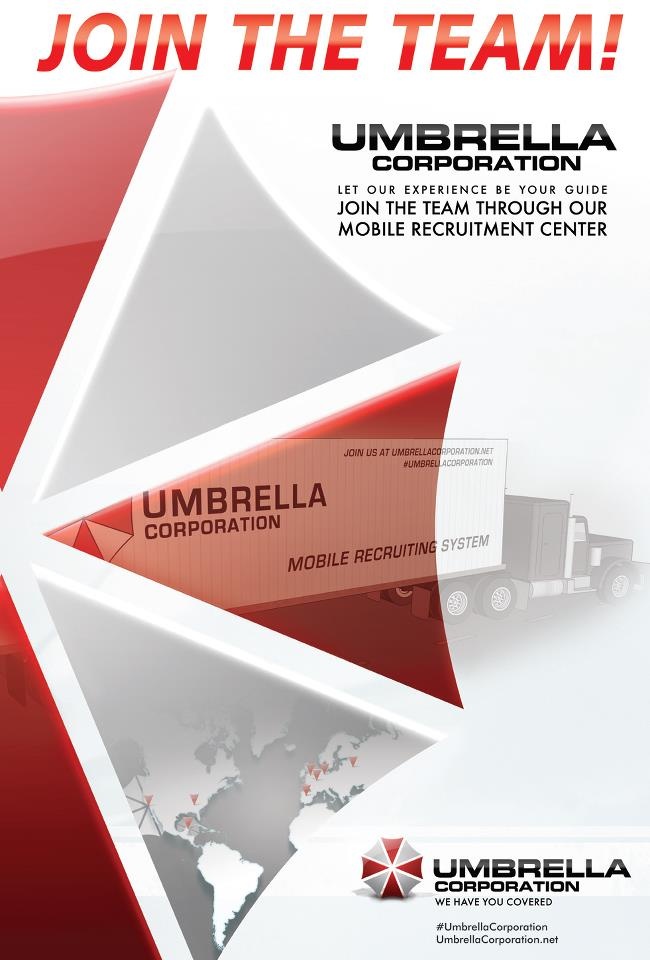 JOIN THE TEAM!
UMBRELLA
CORPORATION
LET OUR EXPERIENCE BE YOUR GUIDE
JOIN THE TEAM THROUGH OUR
MOBILE RECRUITMENT CENTER
JOIN US AT UMBRELLACORPORATION.NET
#UMBRELLACORPORATION
UMBRELLA
CORPORATION
MOBILE RECRUITING SYSTEM
UMBRELLA
CORPORATION
WE HAVE YOU COVERED
#UmbrellaCorporation
UmbrellaCorporation.net